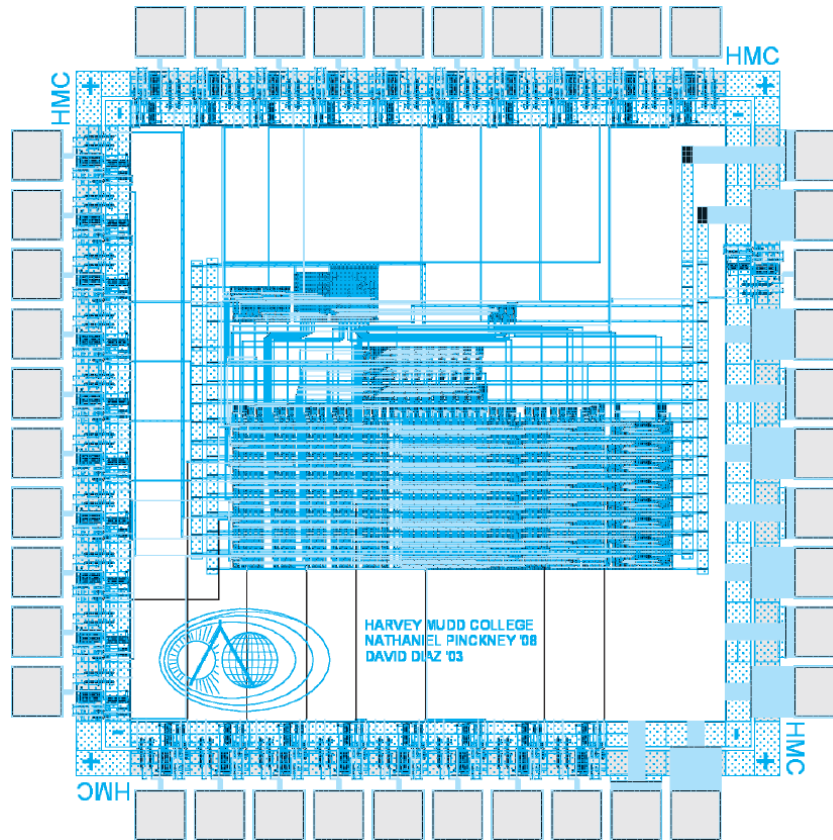 HMC
HMC
HARVEY MUDD COLLEGE
NATHANIEL PINCKNEY '08
DAVID DIAZ '03
HMC
HMC